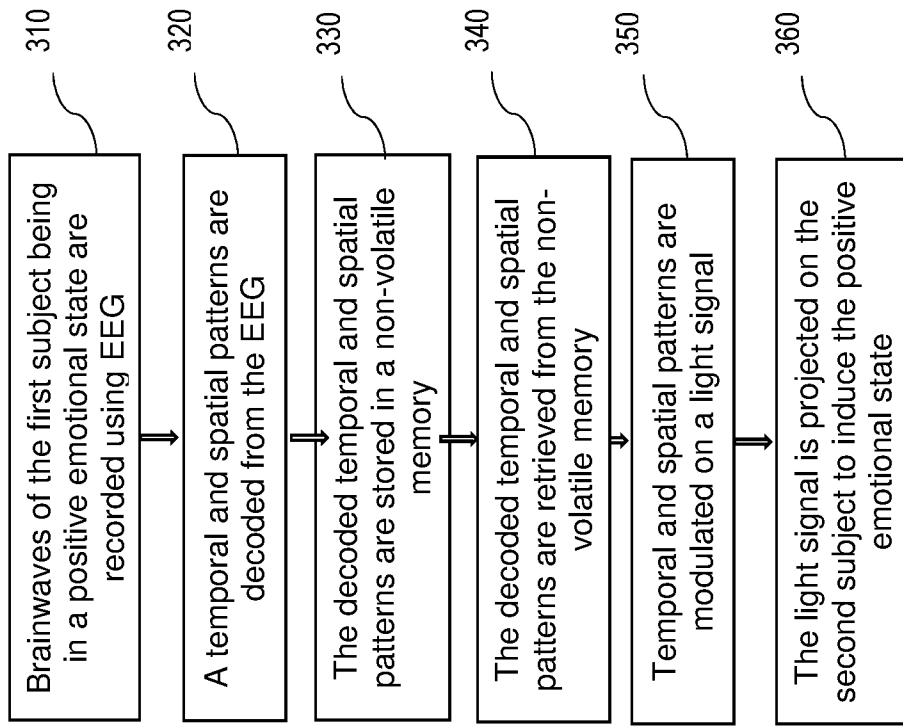 310
Brainwaves of the first subject being
in a positive emotional state are
recorded using EEG
320
A temporal and spatial patterns are
decoded from the EEG
330
The decoded temporal and spatial
patterns are stored in a non-volatile
memory
340
The decoded temporal and spatial
patterns are retrieved from the non-
volatile memory
350
Temporal and spatial patterns are
modulated on a light signal
360
The light signal is projected on the
second subject to induce the positive
emotional state